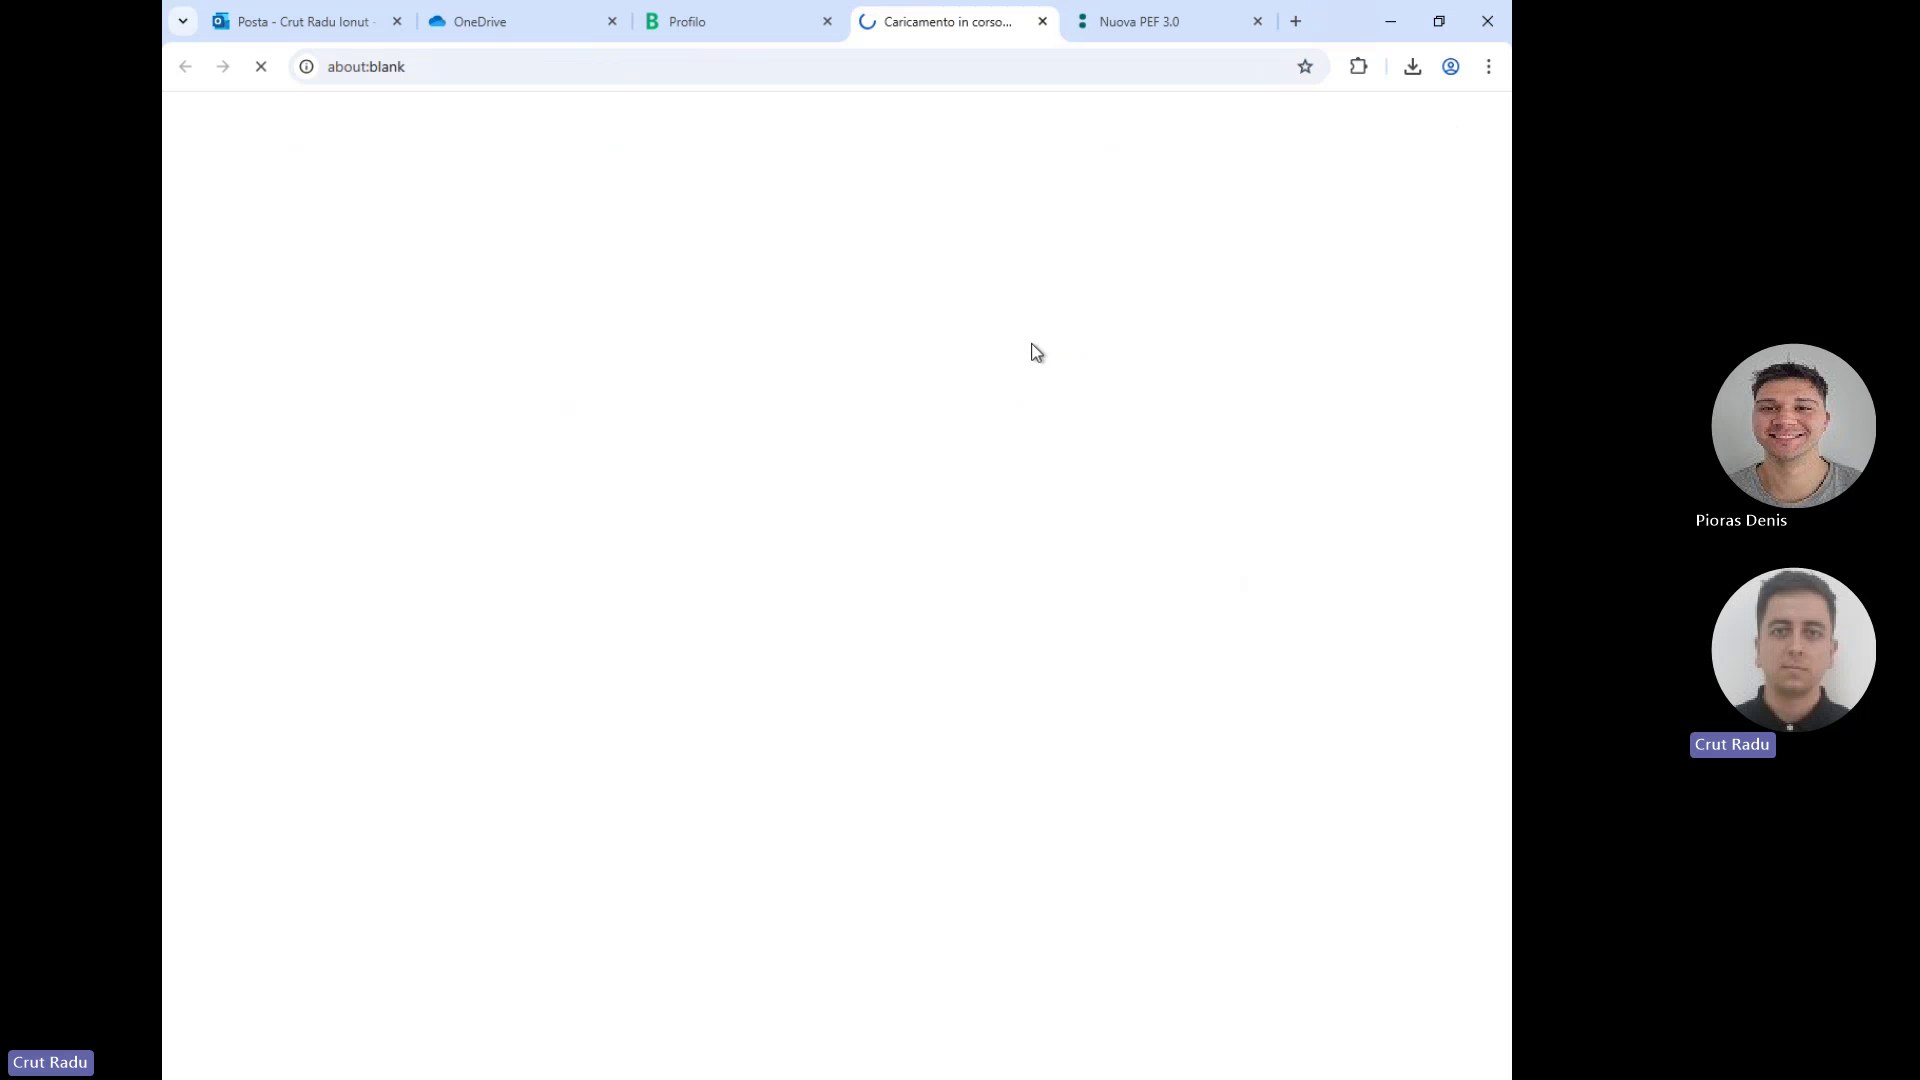 Posta - Crut Radu Ionut
OneDrive
Profilo
Caricamento in corso...
Nuova PEF 3.0
about:blank
Pioras Denis
Crut Radu
Crut Radu